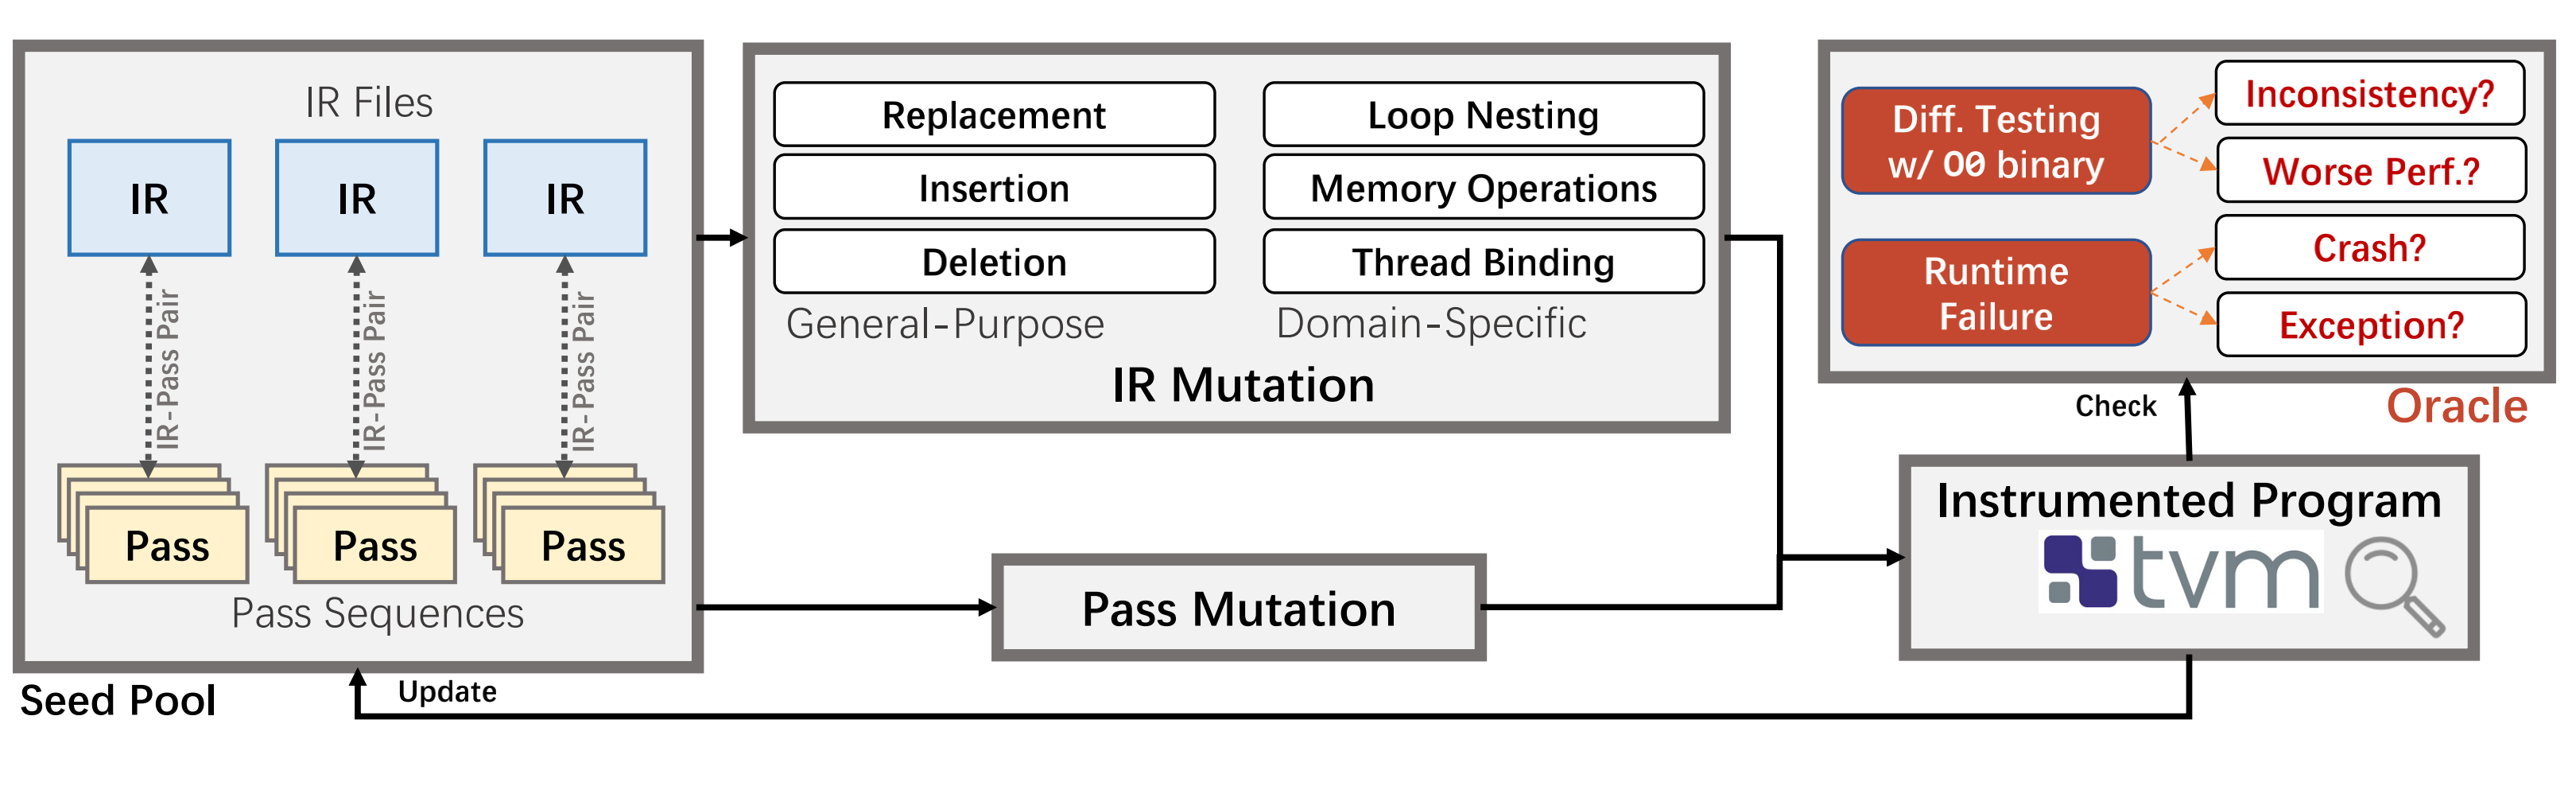 IR Files
IR
IR
IR
IR-Pass Pair
IR-Pass Pair
IR-Pass Pair
Pass
Pass
Pass
Pass Sequences
Seed Pool
Update
Replacement
Insertion
Deletion
General-Purpose
Loop Nesting
Memory Operations
Thread Binding
Domain-Specific
IR Mutation
Pass Mutation
Diff. Testing
w/ O0 binary
Inconsistency?
Worse Perf.?
Runtime
Failure
Crash?
Exception?
Oracle
Check
Instrumented Program
tvm